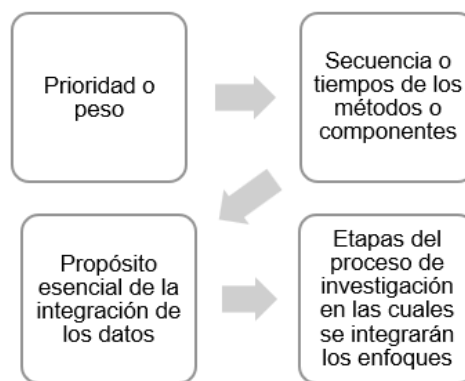 Prioridad o
peso
Secuencia o
tiempos de los
métodos o
componentes
Propósito
esencial de la
integración de
los datos
Etapas del
proceso de
investigación
en las cuales
se integrarán
los enfoques